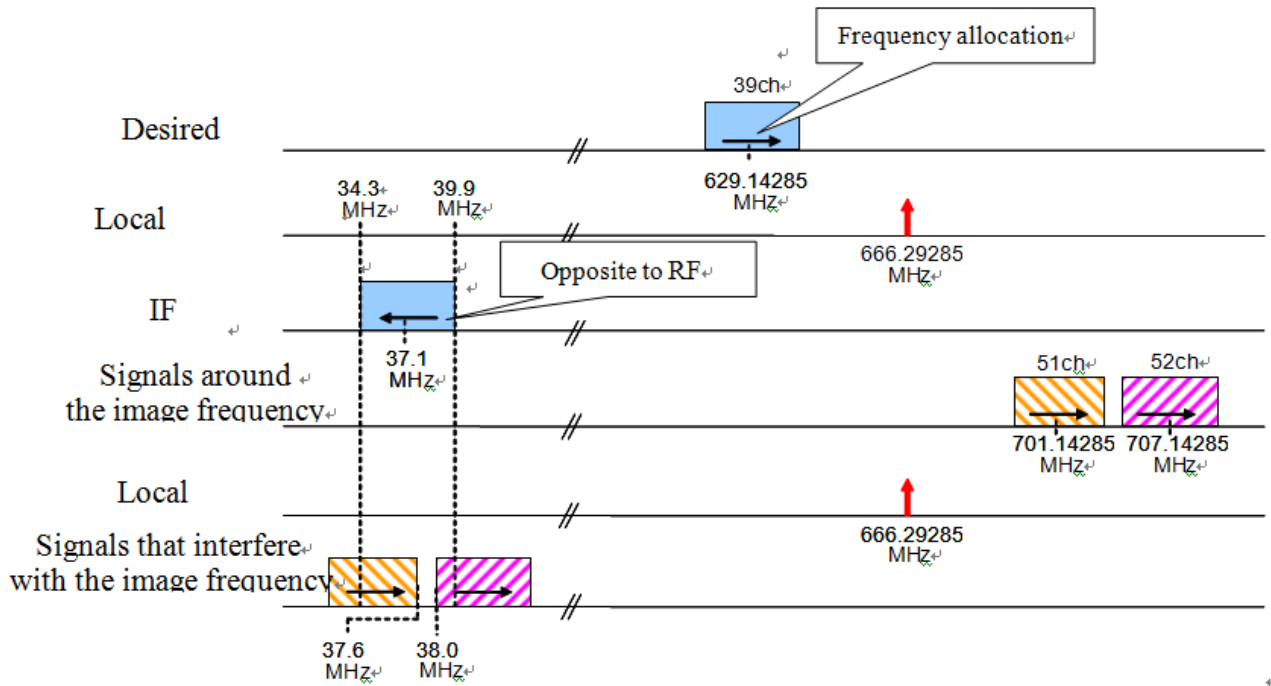 Frequency allocation
39ch
Desired
629.14285
MHz
34.3
MHz
39.9
MHz
Local
666.29285
MHz
Opposite to RF
IF
37.1
MHz
Signals around
the image frequency
51ch
52ch
701.14285
MHz
707.14285
MHz
Local
666.29285
MHz
Signals that interfere
with the image frequency
37.6
MHz
38.0
MHz